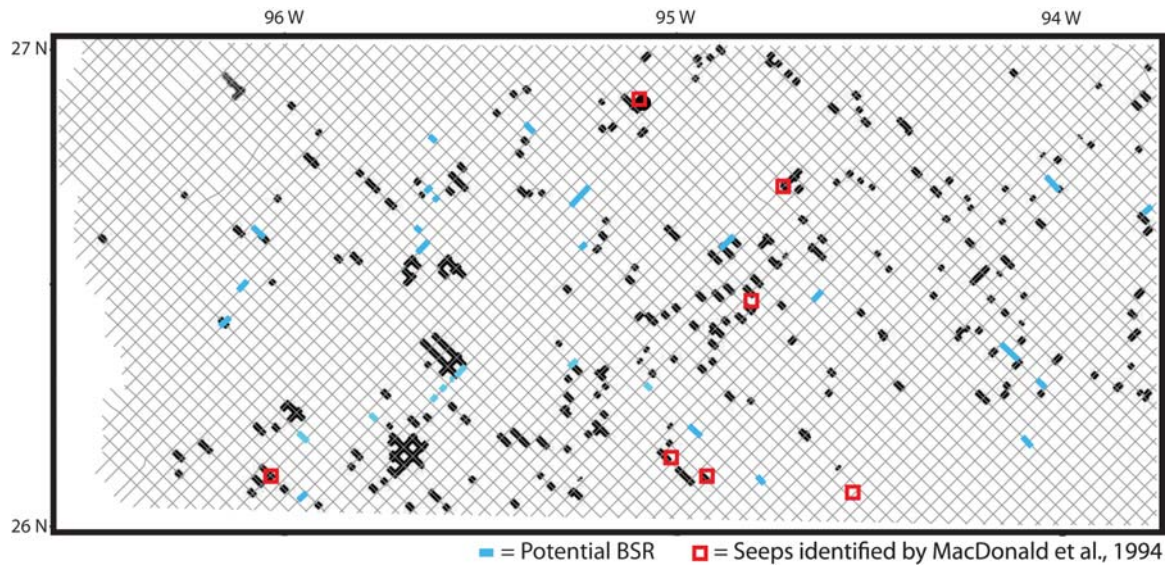 96 W 95 W 94 W
27 N
26 N
= Potential BSR = Seeps identified by MacDonald et al., 1994